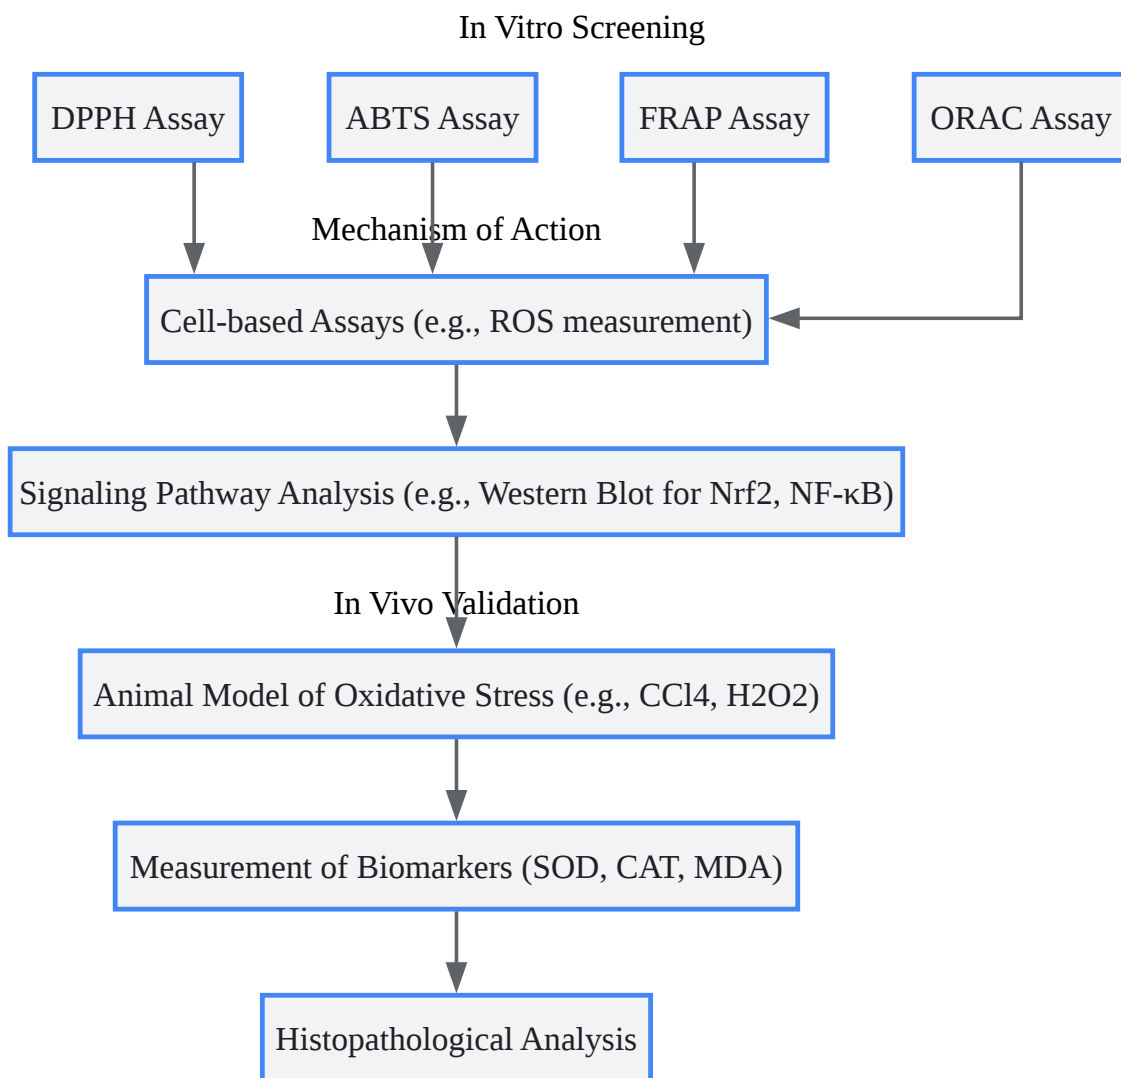 In Vitro Screening
DPPH Assay
ABTS Assay
FRAP Assay
ORAC Assay
Mechanism of Action
Cell-based Assays (e.g., ROS measurement)
Signaling Pathway Analysis (e.g., Western Blot for Nrf2, NF-κB)
In Vivo Validation
Animal Model of Oxidative Stress (e.g., CCl4, H2O2)
Measurement of Biomarkers (SOD, CAT, MDA)
Histopathological Analysis